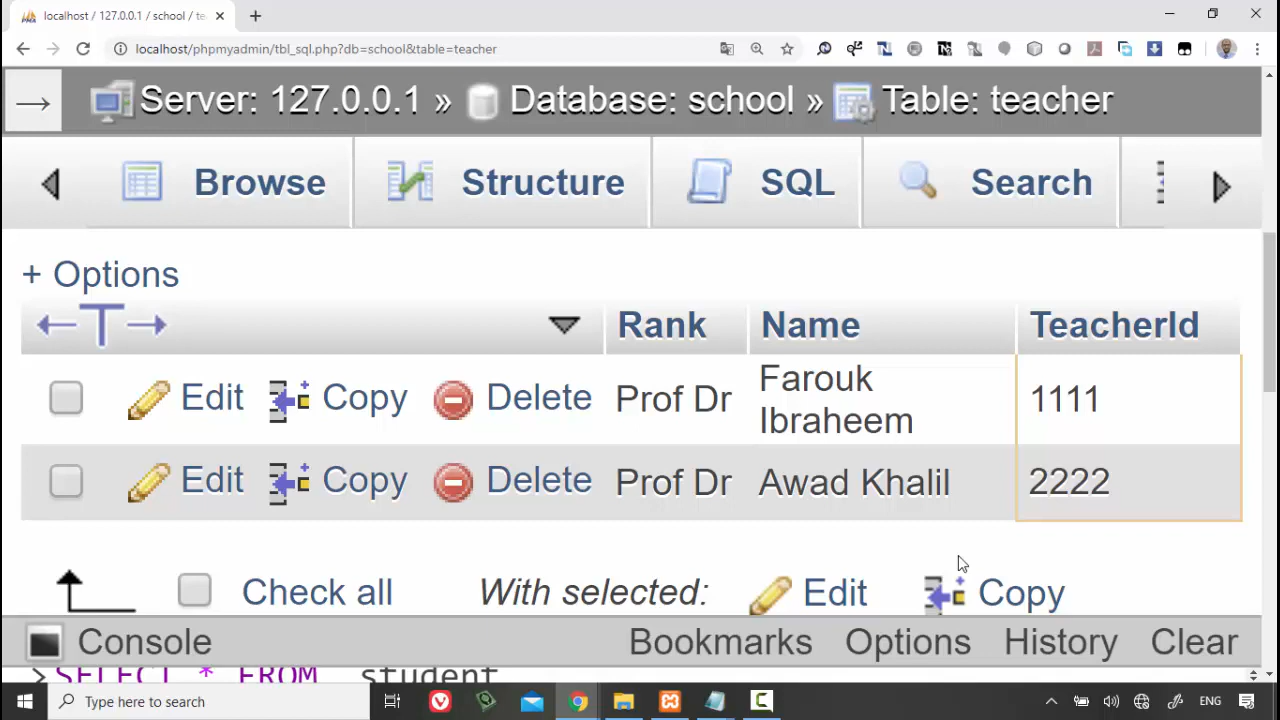 localhost / 127.0.0.1 / school / te
localhost/phpmyadmin/tbl_sql.php?db=school&table=teacher
Server: 127.0.0.1 » Database: school » Table: teacher
Browse Structure SQL Search
+ Options
←T→ Rank Name TeacherId
Edit Copy Delete Prof Dr Farouk Ibraheem 1111
Edit Copy Delete Prof Dr Awad Khalil 2222
Check all With selected: Edit Copy
Console Bookmarks Options History Clear
>SELECT * FROM student
Type here to search ENG